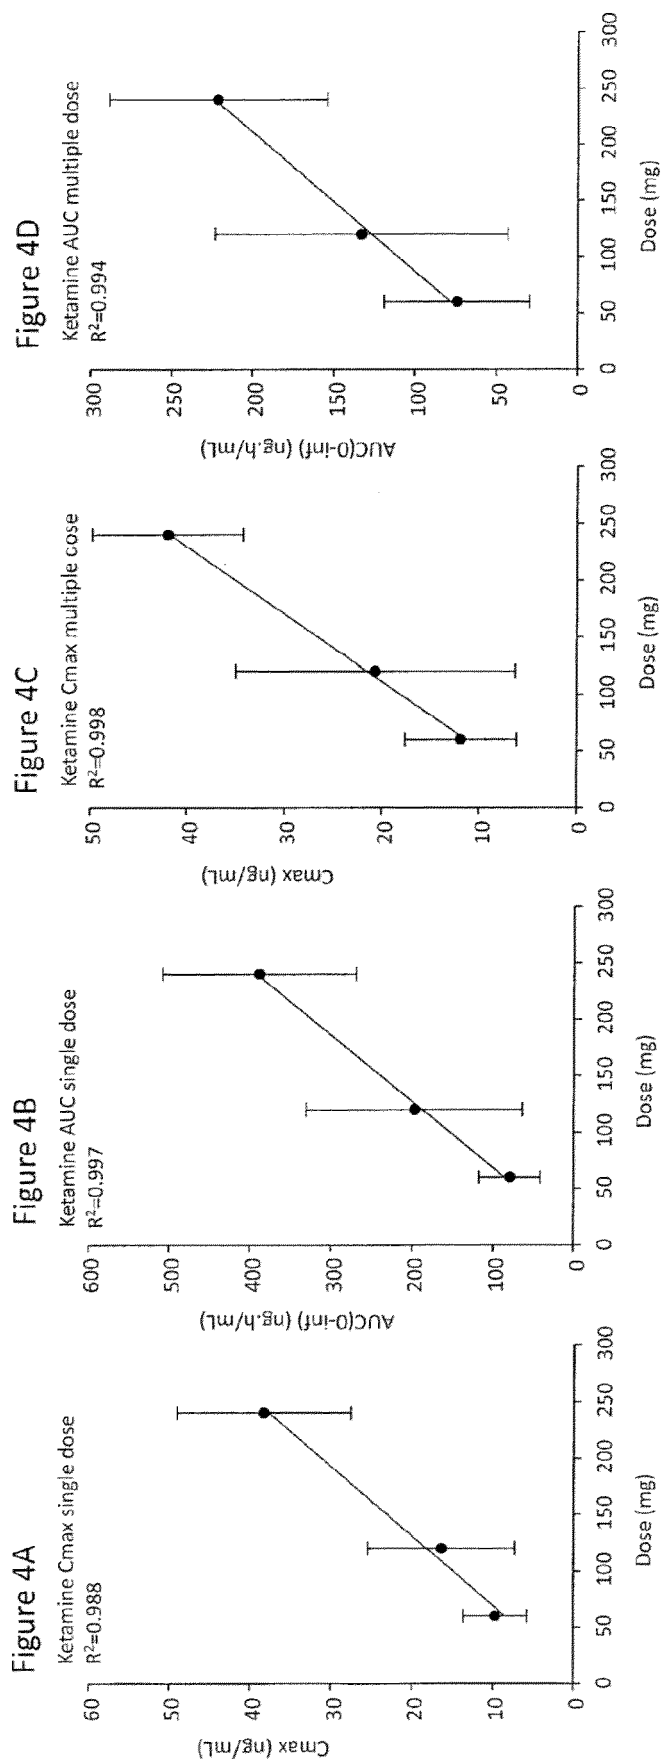 Figure 4A
Ketamine Cmax single dose
R²=0.988
Cmax (ng/mL)
60
50
40
30
20
10
0
0 50 100 150 200 250 300
Dose (mg)
Figure 4B
Ketamine AUC single dose
R²=0.997
AUC(0-inf) (ng.h/mL)
600
500
400
300
200
100
0
0 50 100 150 200 250 300
Dose (mg)
Figure 4C
Ketamine Cmax multiple cose
R²=0.998
Cmax (ng/mL)
50
40
30
20
10
0
0 50 100 150 200 250 300
Dose (mg)
Figure 4D
Ketamine AUC multiple dose
R²=0.994
AUC(0-inf) (ng.h/mL)
300
250
200
150
100
50
0
0 50 100 150 200 250 300
Dose (mg)